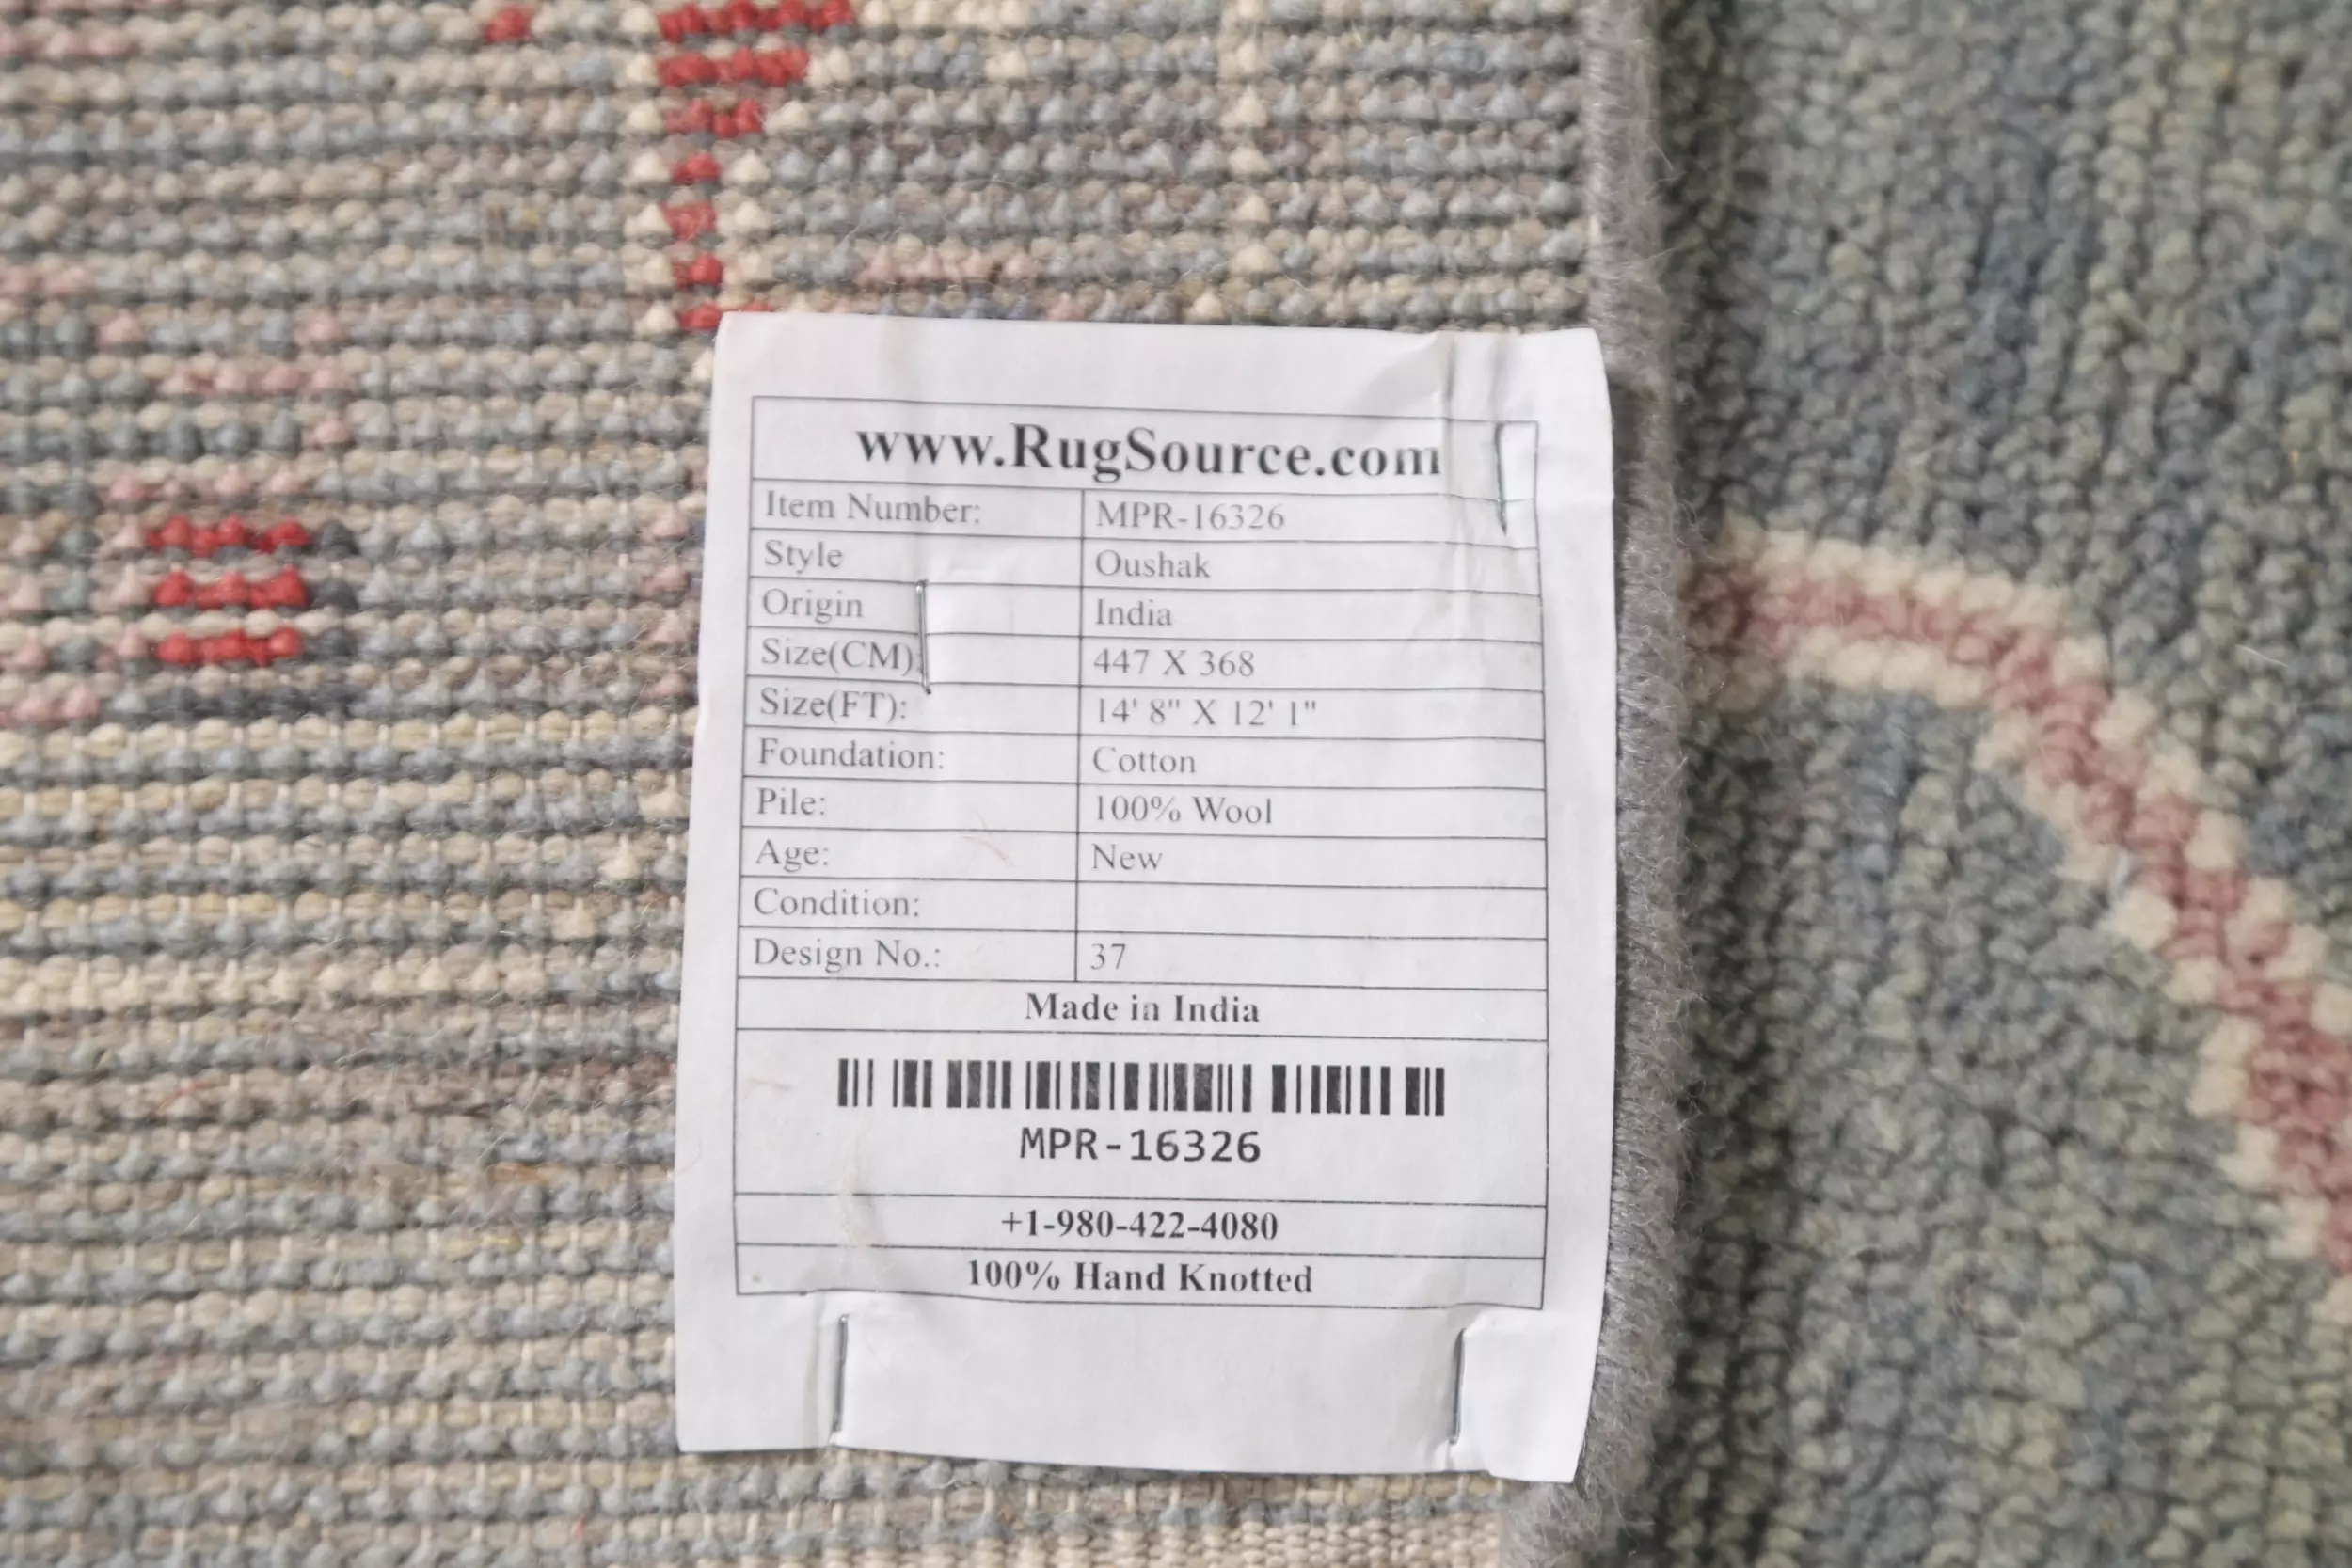 www.RugSource.com
Item Number: MPR-16326
Style Oushak
Origin India
Size(CM): 447 X 368
Size(FT): 14' 8" X 12' 1"
Foundation: Cotton
Pile: 100% Wool
Age: New
Condition:
Design No.: 37
Made in India
MPR-16326
+1-980-422-4080
100% Hand Knotted